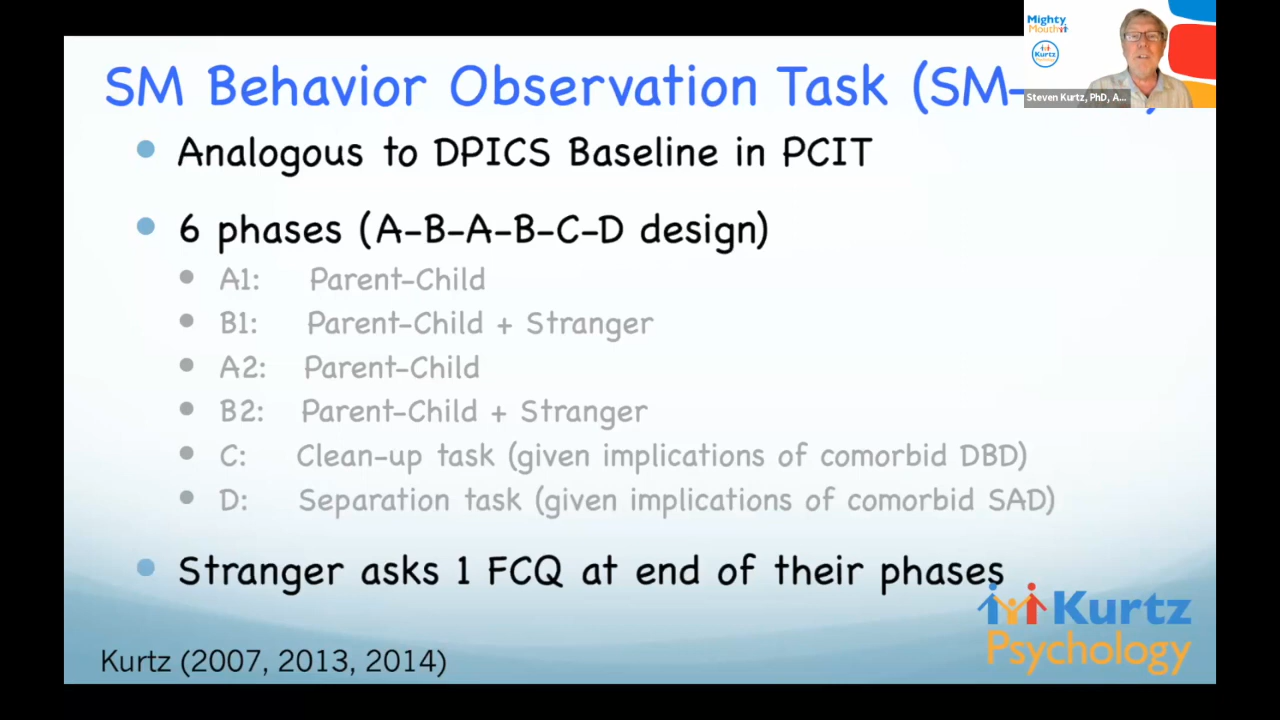 SM Behavior Observation Task (SM-
Mighty
Mouth
Kurtz
Steven Kurtz, PhD, A...
• Analogous to DPICS Baseline in PCIT
• 6 phases (A-B-A-B-C-D design)
• A1: Parent-Child
• B1: Parent-Child + Stranger
• A2: Parent-Child
• B2: Parent-Child + Stranger
• C: Clean-up task (given implications of comorbid DBD)
• D: Separation task (given implications of comorbid SAD)
• Stranger asks 1 FCQ at end of their phases
Kurtz
Psychology
Kurtz (2007, 2013, 2014)